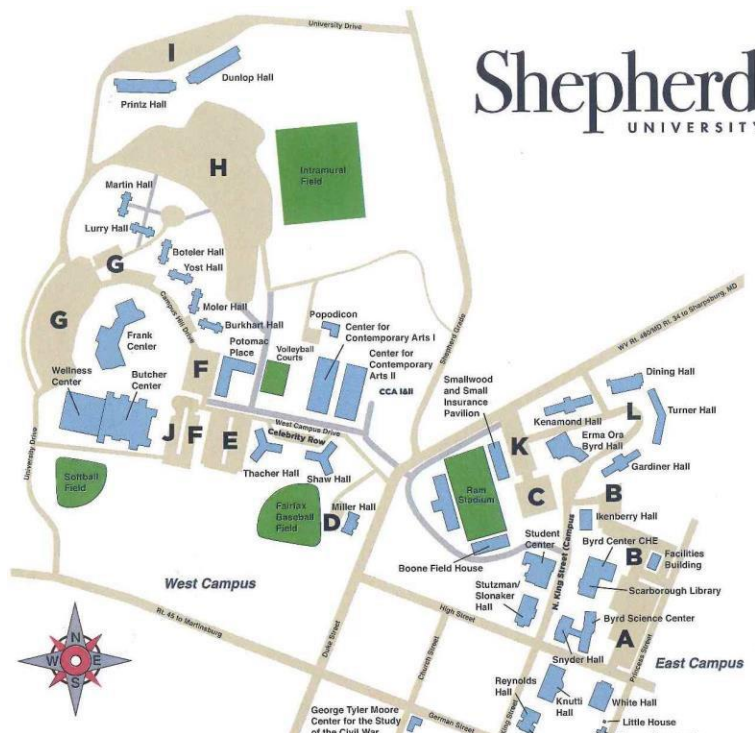 University Drive
Shepherd
UNIVERSITY
I
Dunlop Hall
Printz Hall
H
Intramural
Field
Martin Hall
Lurry Hall
Boteler Hall
G
Yost Hall
G
Moler Hall
Campus Hill Drive
Burkhart Hall
Frank
Center
Potomac
Place
Popodicon
Center for
Contemporary Arts I
Volleyball
Courts
Center for
Contemporary
Arts II
CCA I&II
Shepherd Grade
WV Rt. 480/MD Rt. 34 to Sharpsburg, MD
Wellness
Center
Butcher
Center
F
J
F
E
West Campus Drive
Celebrity Row
Thacher Hall
Shaw Hall
Smallwood
and Small
Insurance
Pavilion
Dining Hall
Kenamond Hall
L
Turner Hall
K
Erma Ora
Byrd Hall
Gardiner Hall
University Drive
Softball
Field
Fairfax
Baseball
Field
D
Miller Hall
Ram
Stadium
C
B
Ikenberry Hall
Boone Field House
Student
Center
N. King Street (Campus
Byrd Center CHE
B
Facilities
Building
Scarborough Library
West Campus
Stutzman/
Slonaker
Hall
Byrd Science Center
A
Rt. 45 to Martinsburg
Duke Street
High Street
Church Street
Snyder Hall
Princess Street
East Campus
N
W
E
S
Reynolds
Hall
Knutti
Hall
White Hall
Little House
George Tyler Moore
Center for the Study
of the Civil War
German Street
King Street